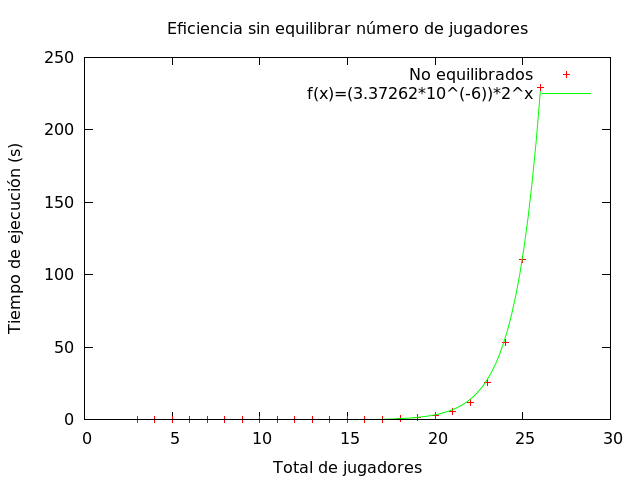 Eficiencia sin equilibrar número de jugadores
250
200
150
100
50
0
No equilibrados
f(x)=(3.37262*10^(-6))*2^x
Tiempo de ejecución (s)
0 5 10 15 20 25 30
Total de jugadores